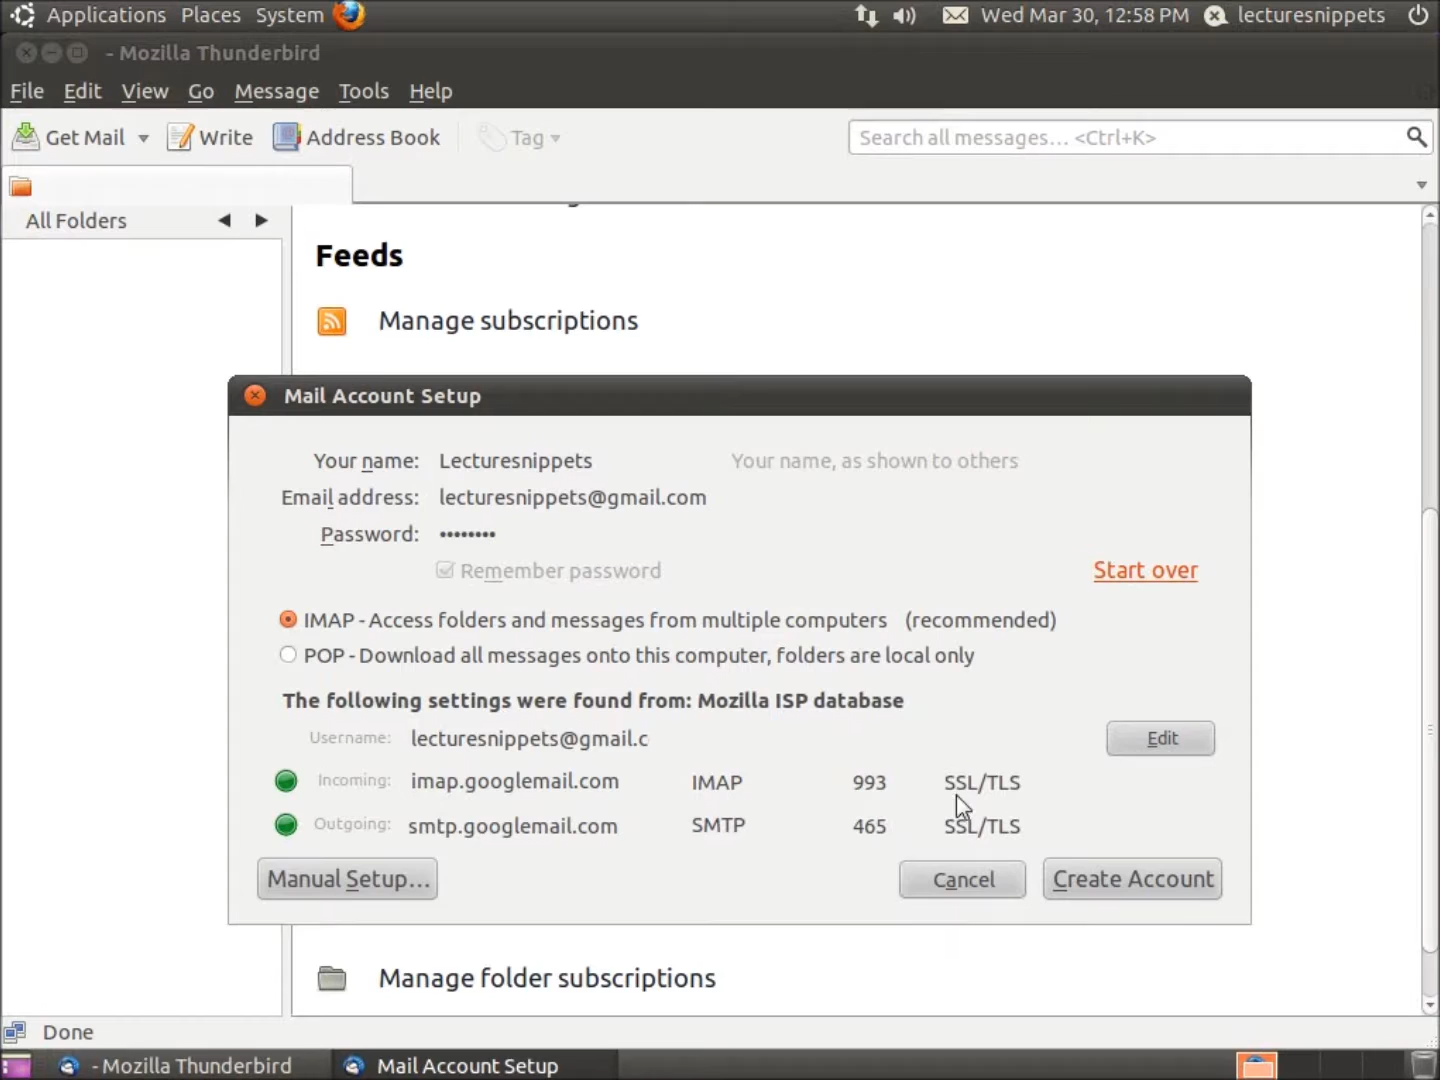 Applications Places System Wed Mar 30, 12:58 PM lecturesnippets
- Mozilla Thunderbird
File Edit View Go Message Tools Help
Get Mail Write Address Book Tag Search all messages... <Ctrl+K>
All Folders
Feeds
Manage subscriptions
Mail Account Setup
Your name: Lecturesnippets Your name, as shown to others
Email address: lecturesnippets@gmail.com
Password: ••••••••
Remember password Start over
IMAP - Access folders and messages from multiple computers (recommended)
POP - Download all messages onto this computer, folders are local only
The following settings were found from: Mozilla ISP database
Username: lecturesnippets@gmail.c Edit
Incoming: imap.googlemail.com IMAP 993 SSL/TLS
Outgoing: smtp.googlemail.com SMTP 465 SSL/TLS
Manual Setup... Cancel Create Account
Manage folder subscriptions
Done
- Mozilla Thunderbird Mail Account Setup